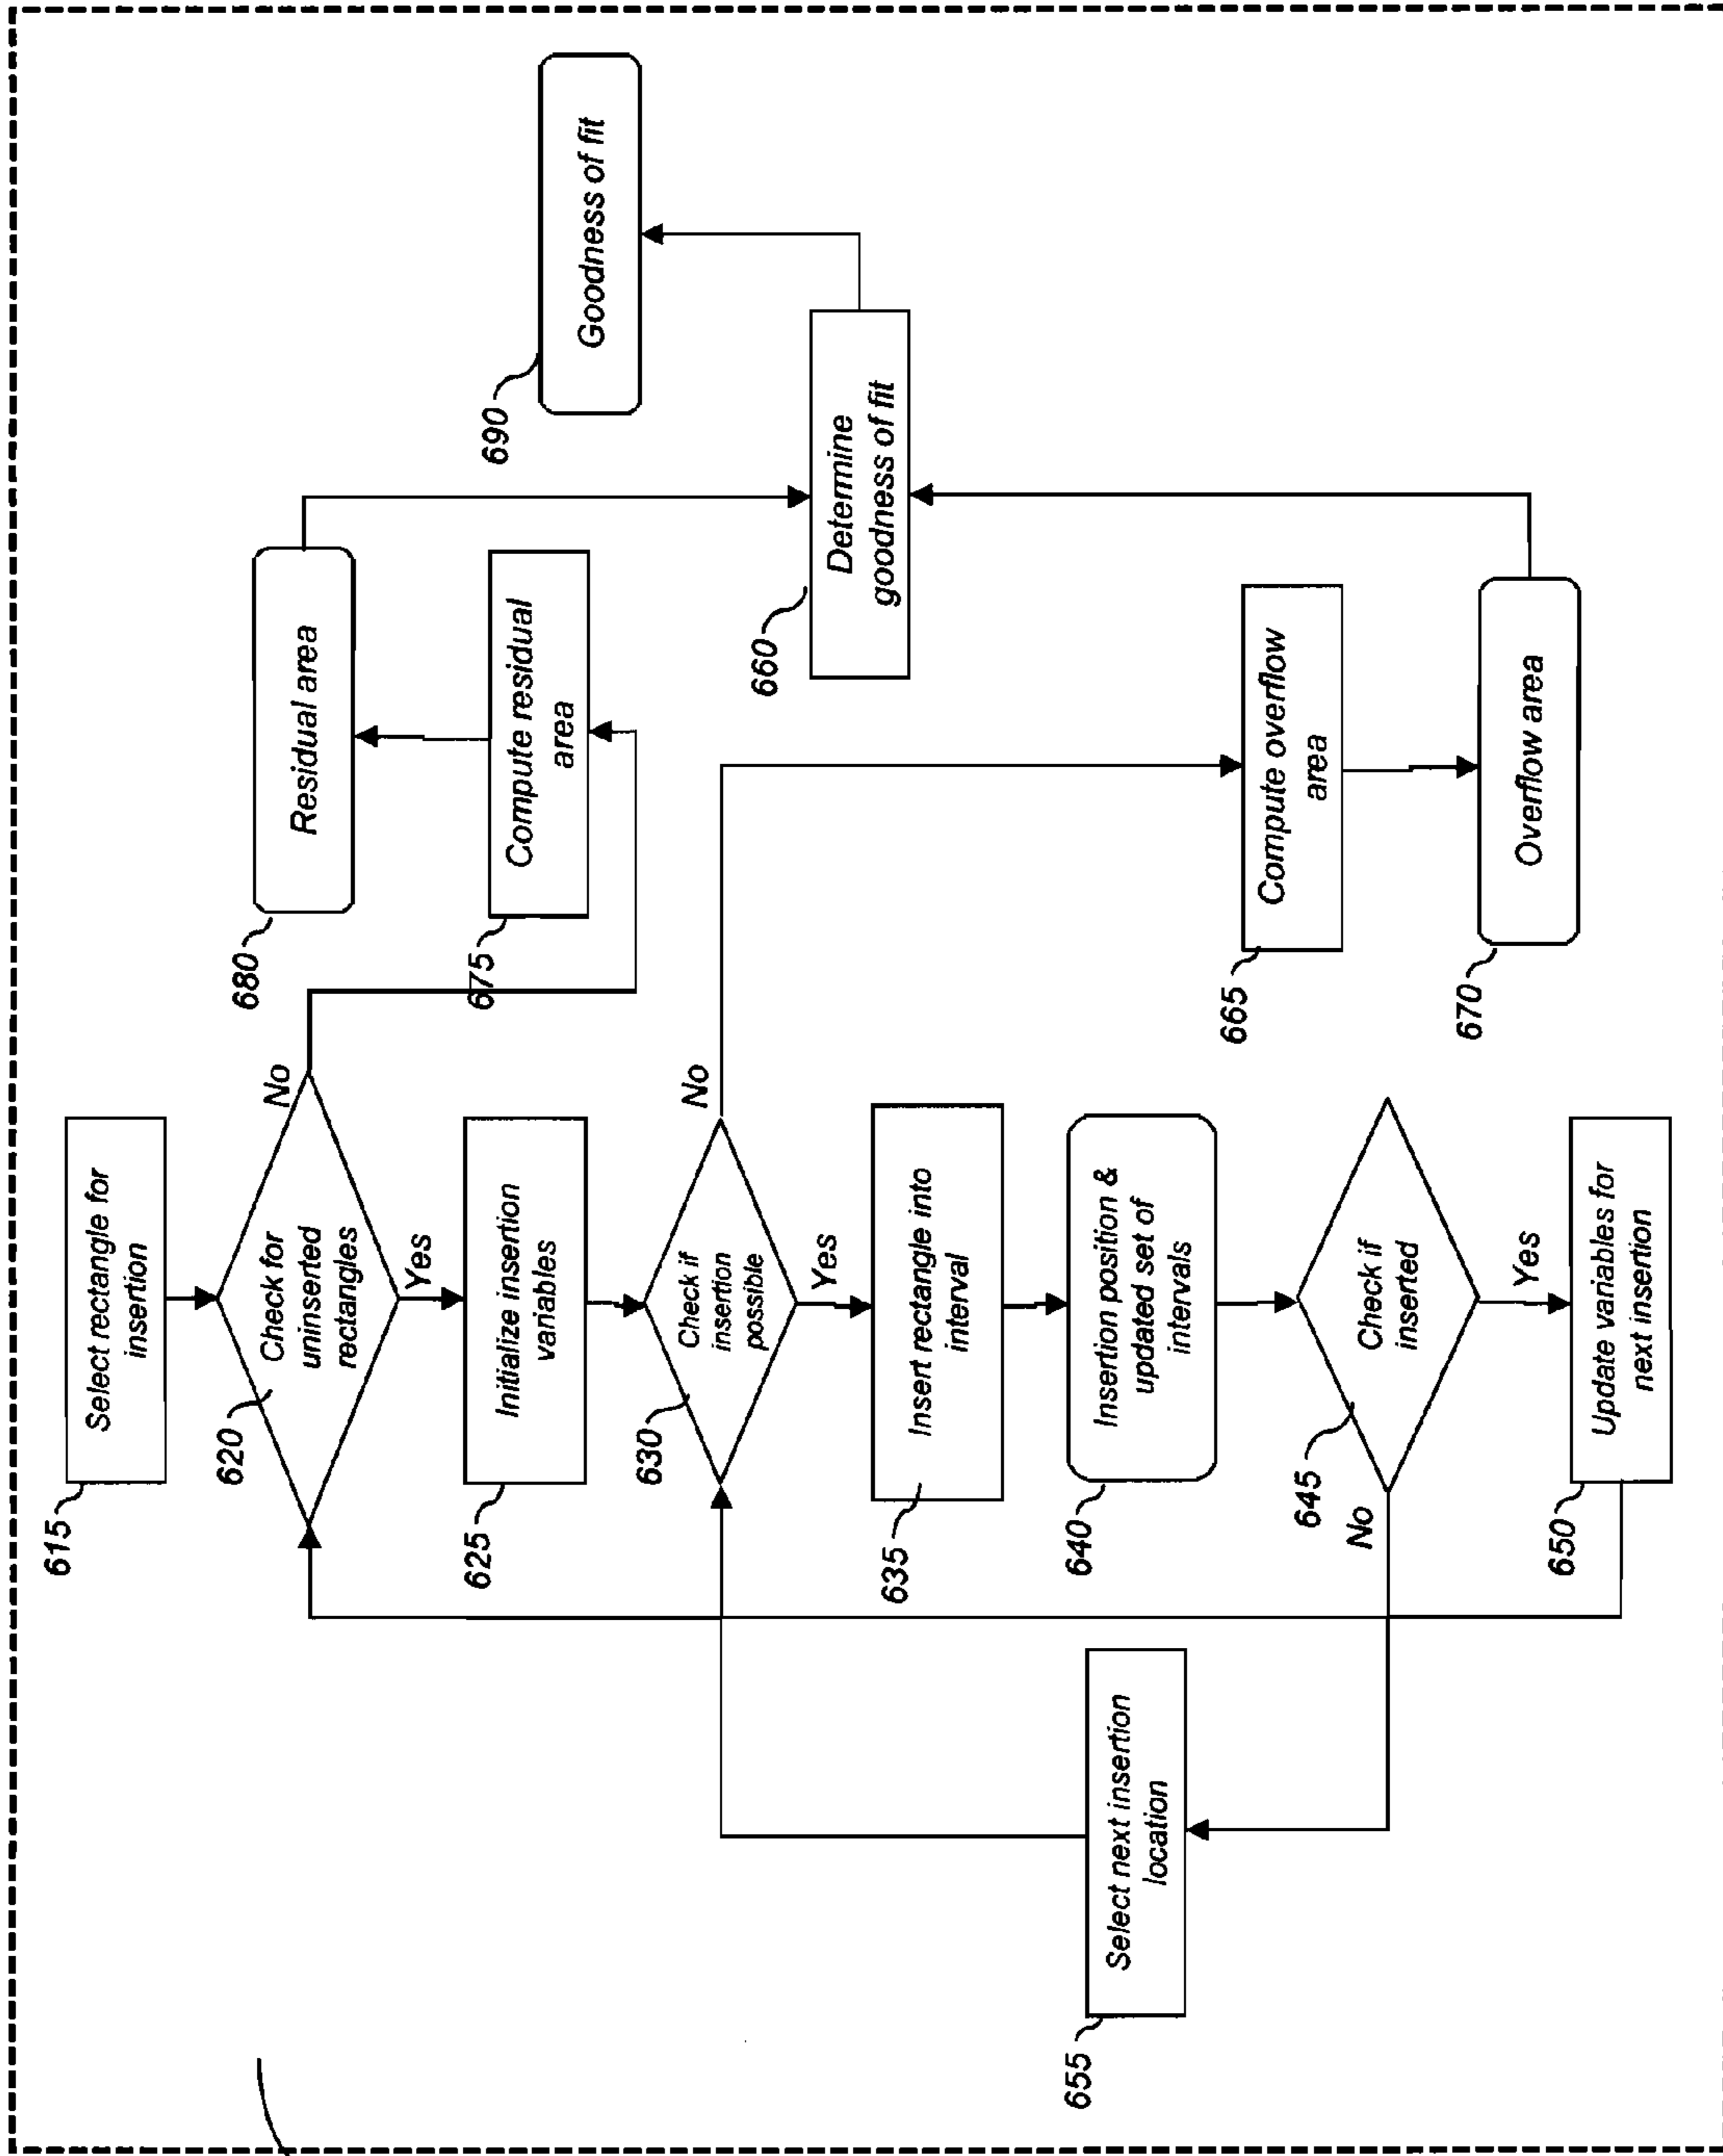 615
Select rectangle for
insertion
620
Check for
uninserted
rectangles
No
Yes
625
Initialize insertion
variables
630
Check if
insertion
possible
No
Yes
635
Insert rectangle into
interval
640
Insertion position &
updated set of
intervals
645
Check if
inserted
No
Yes
650
Update variables for
next insertion
655
Select next insertion
location
680
Residual area
675
Compute residual
area
665
Compute overflow
area
670
Overflow area
660
Determine
goodness of fit
690
Goodness of fit